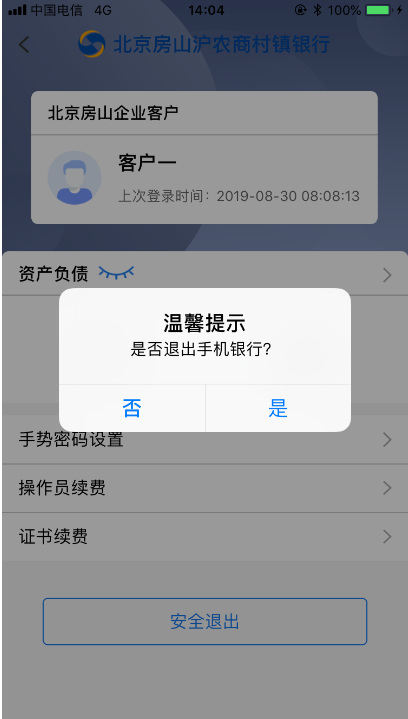 中国电信 4G 14:04 100%
北京房山沪农商村镇银行
北京房山企业客户
客户一
上次登录时间：2019-08-30 08:08:13
资产负债
温馨提示
是否退出手机银行?
否 是
手势密码设置
操作员续费
证书续费
安全退出